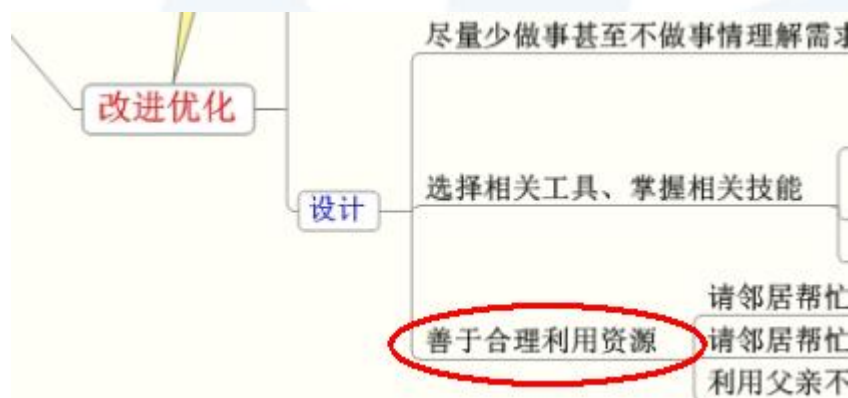 尽量少做事甚至不做事情理解需求
改进优化
选择相关工具、掌握相关技能
设计
请邻居帮忙
善于合理利用资源
请邻居帮忙
利用父亲不